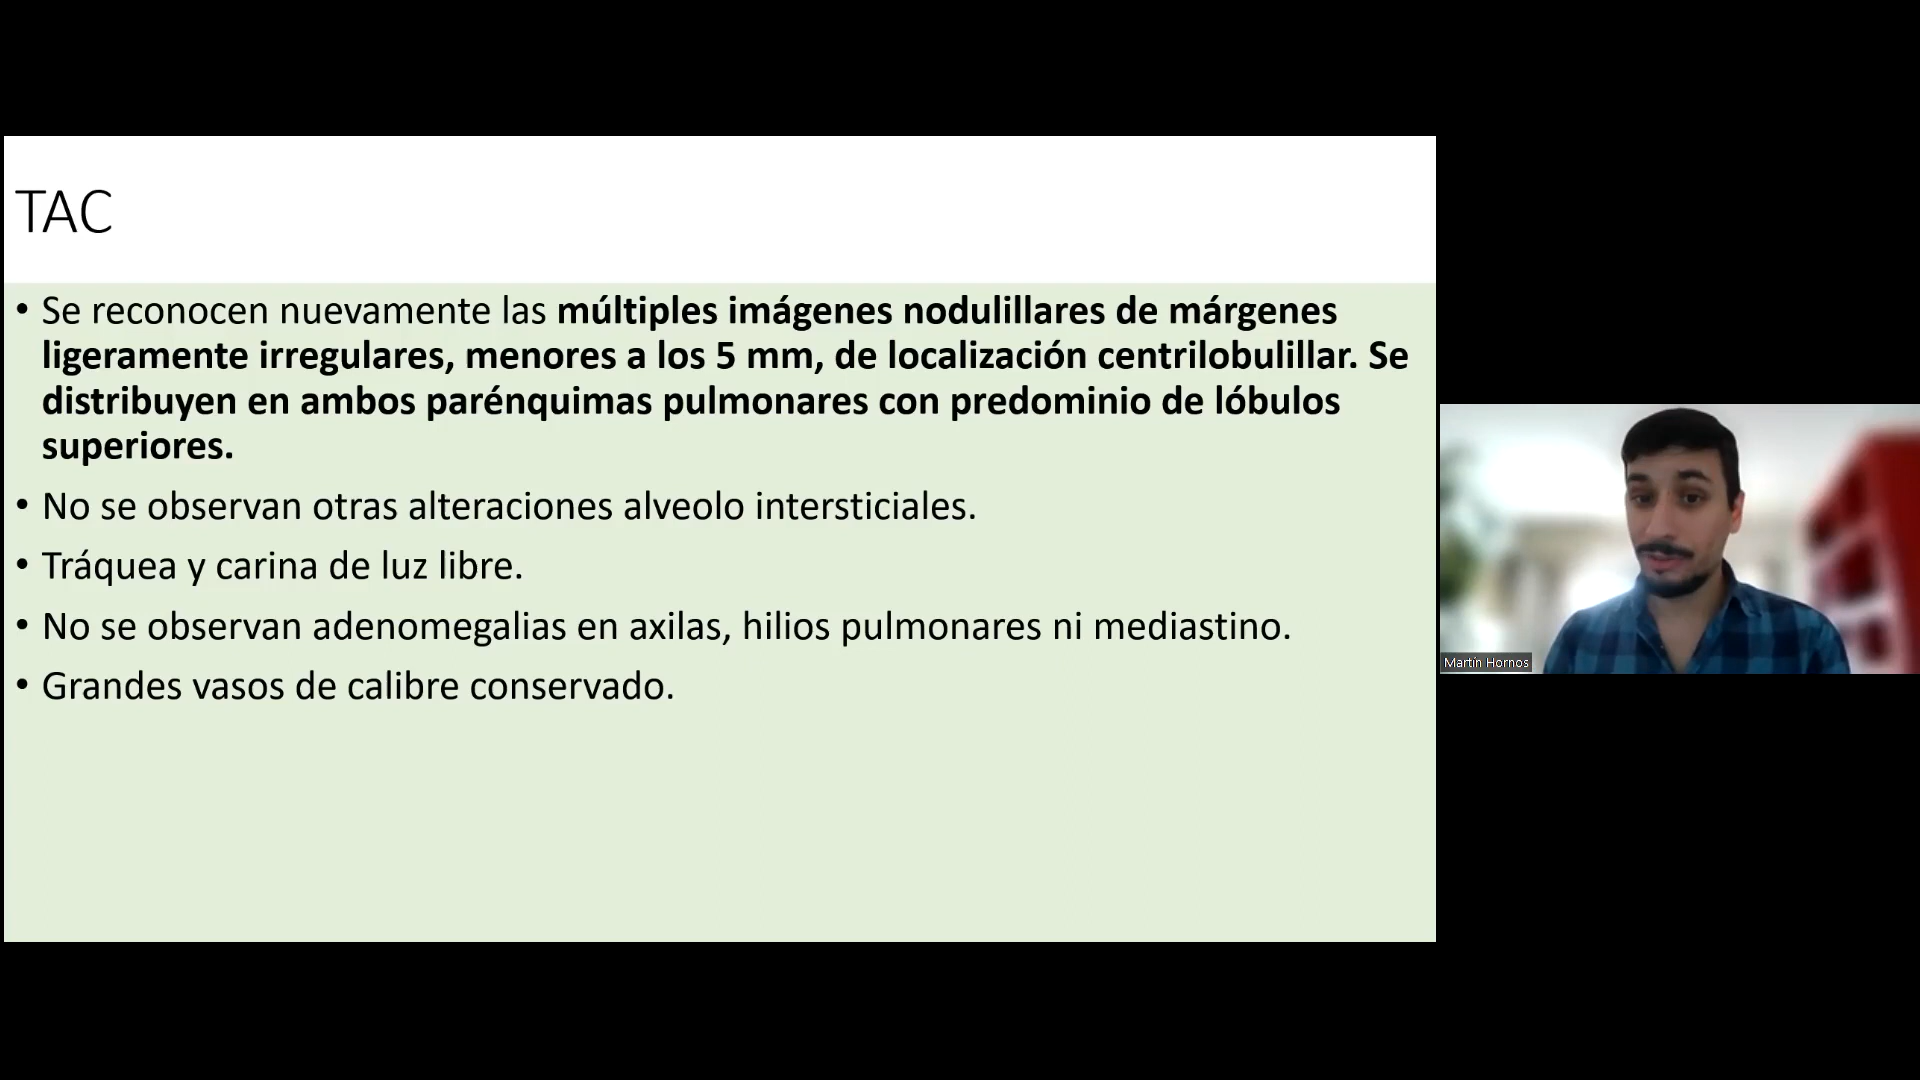 TAC
• Se reconocen nuevamente las múltiples imágenes nodulillares de márgenes
ligeramente irregulares, menores a los 5 mm, de localización centrilobulillar. Se
distribuyen en ambos parénquimas pulmonares con predominio de lóbulos
superiores.
• No se observan otras alteraciones alveolo intersticiales.
• Tráquea y carina de luz libre.
• No se observan adenomegalias en axilas, hilios pulmonares ni mediastino.
• Grandes vasos de calibre conservado.
Martín Hornos